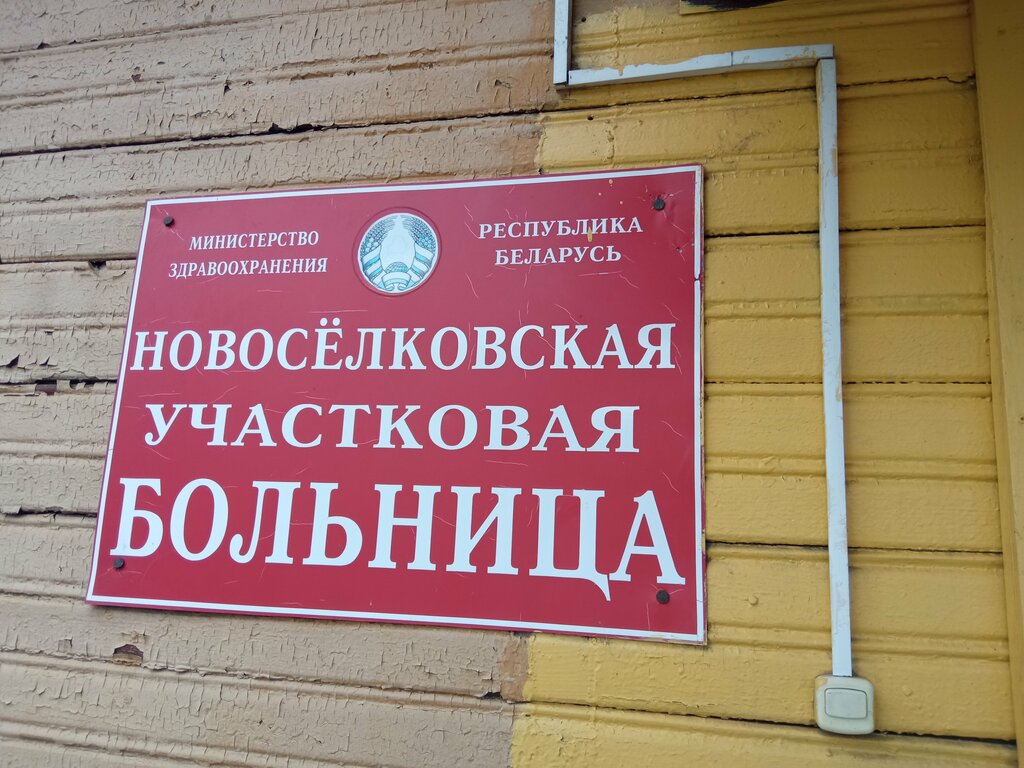 МИНИСТЕРСТВО
ЗДРАВООХРАНЕНИЯ
РЕСПУБЛИКА
БЕЛАРУСЬ
НОВОСЁЛКОВСКАЯ
УЧАСТКОВАЯ
БОЛЬНИЦА